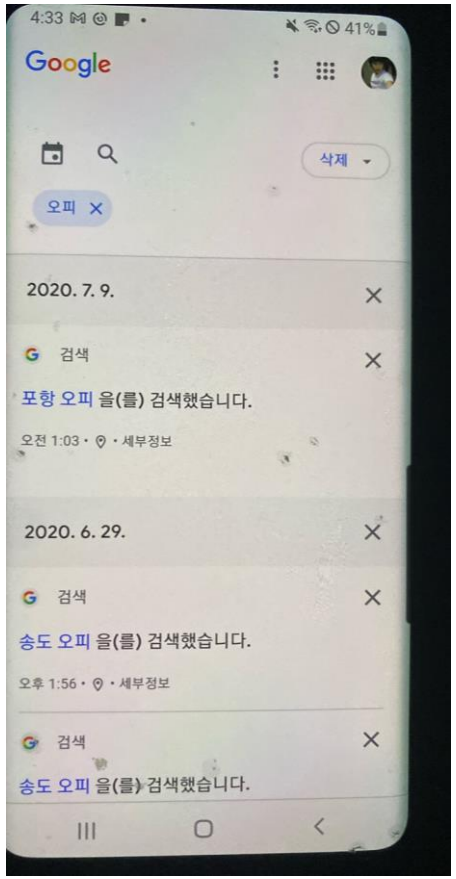 4:33
41%
Google
삭제
오피
2020. 7. 9.
검색
포항 오피 을(를) 검색했습니다.
오전 1:03 • 세부정보
2020. 6. 29.
검색
송도 오피 을(를) 검색했습니다.
오후 1:56 • 세부정보
검색
송도 오피 을(를) 검색했습니다.